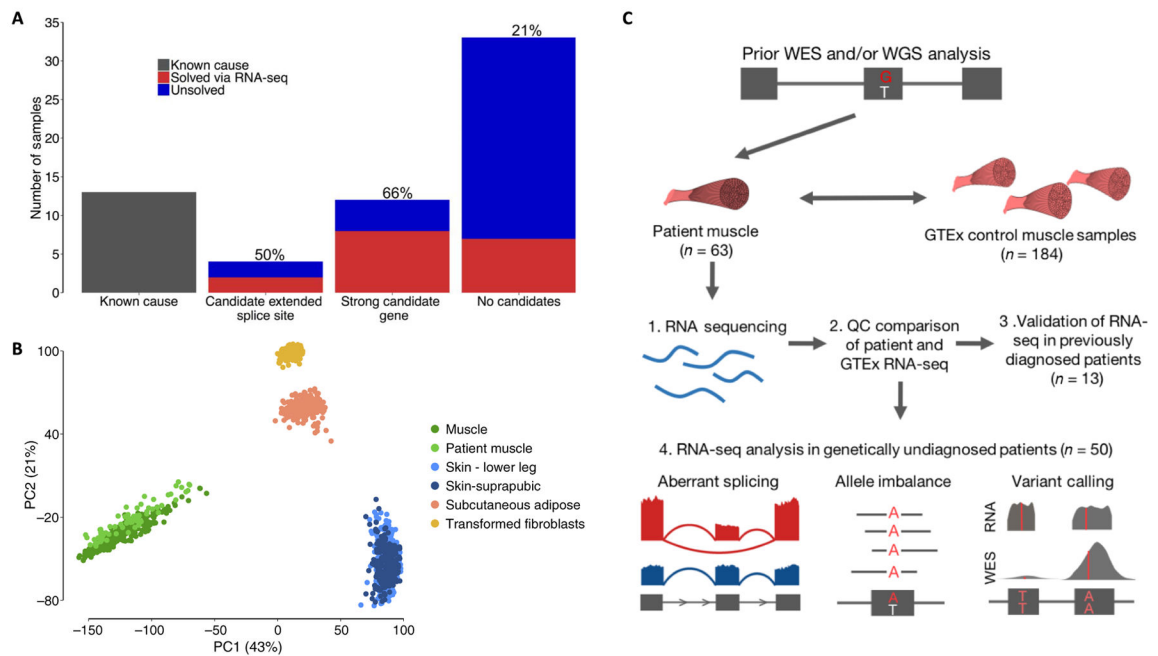 A
Number of samples
35
30
25
20
15
10
5
0
Known cause
Solved via RNA-seq
Unsolved
50%
66%
21%
Known cause
Candidate extended
splice site
Strong candidate
gene
No candidates
B
PC2 (21%)
100
40
−20
−80
−150
−100
−50
0
50
100
PC1 (43%)
Muscle
Patient muscle
Skin - lower leg
Skin-suprapubic
Subcutaneous adipose
Transformed fibroblasts
C
Prior WES and/or WGS analysis
G
T
Patient muscle
(n = 63)
GTEx control muscle samples
(n = 184)
1. RNA sequencing
2. QC comparison
of patient and
GTEx RNA-seq
3 .Validation of RNA-
seq in previously
diagnosed patients
(n = 13)
4. RNA-seq analysis in genetically undiagnosed patients (n = 50)
Aberrant splicing
Allele imbalance
A
A
A
A
A
T
Variant calling
RNA
WES
T
T
A
A